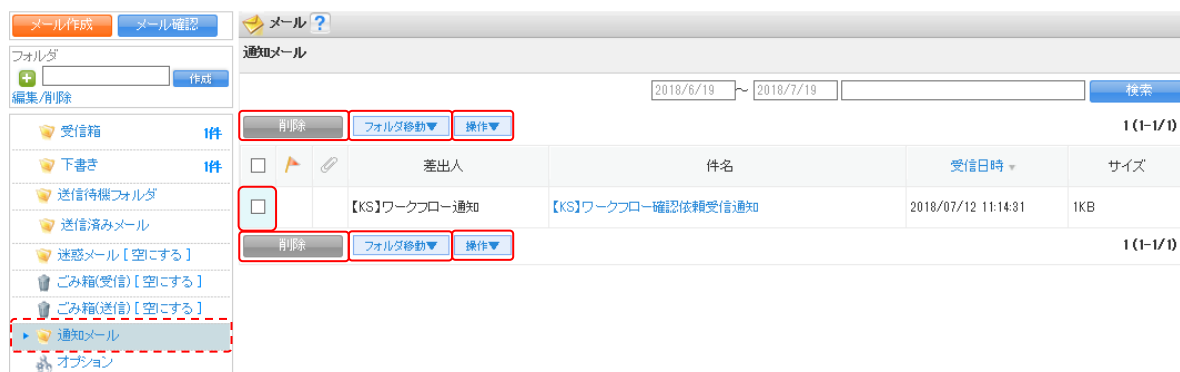 メール作成 メール確認
フォルダ
作成
編集/削除
受信箱 1件
下書き 1件
送信待機フォルダ
送信済みメール
迷惑メール [ 空にする ]
ごみ箱(受信) [ 空にする ]
ごみ箱(送信) [ 空にする ]
通知メール
オプション
メール ?
通知メール
2018/6/19 ～ 2018/7/19 検索
削除 フォルダ移動▼ 操作▼ 1 (1-1/1)
差出人 件名 受信日時 ▼ サイズ
【KS】ワークフロー通知 【KS】ワークフロー確認依頼受信通知 2018/07/12 11:14:31 1KB
削除 フォルダ移動▼ 操作▼ 1 (1-1/1)